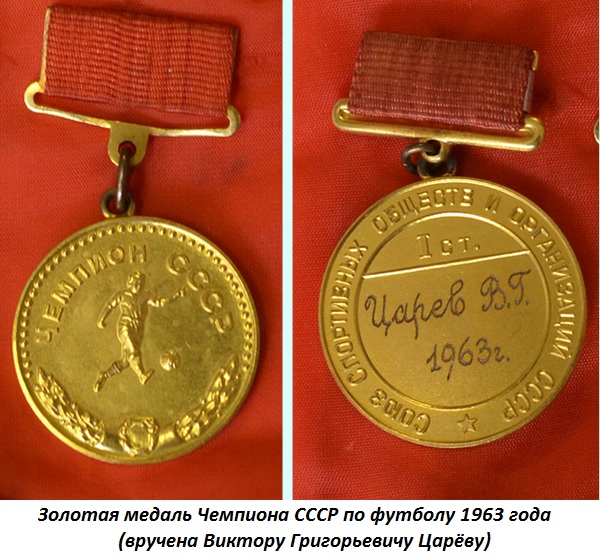 ЧЕМПИОН СССР
СОЮЗ СПОРТИВНЫХ ОБЩЕСТВ И ОРГАНИЗАЦИЙ СССР
I ст.
Царев В.Г.
1963г.
Золотая медаль Чемпиона СССР по футболу 1963 года
(вручена Виктору Григорьевичу Царёву)